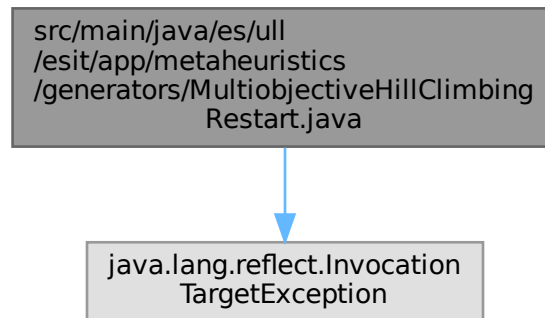 src/main/java/es/ull
/esit/app/metaheuristics
/generators/MultiobjectiveHillClimbing
Restart.java
java.lang.reflect.Invocation
TargetException